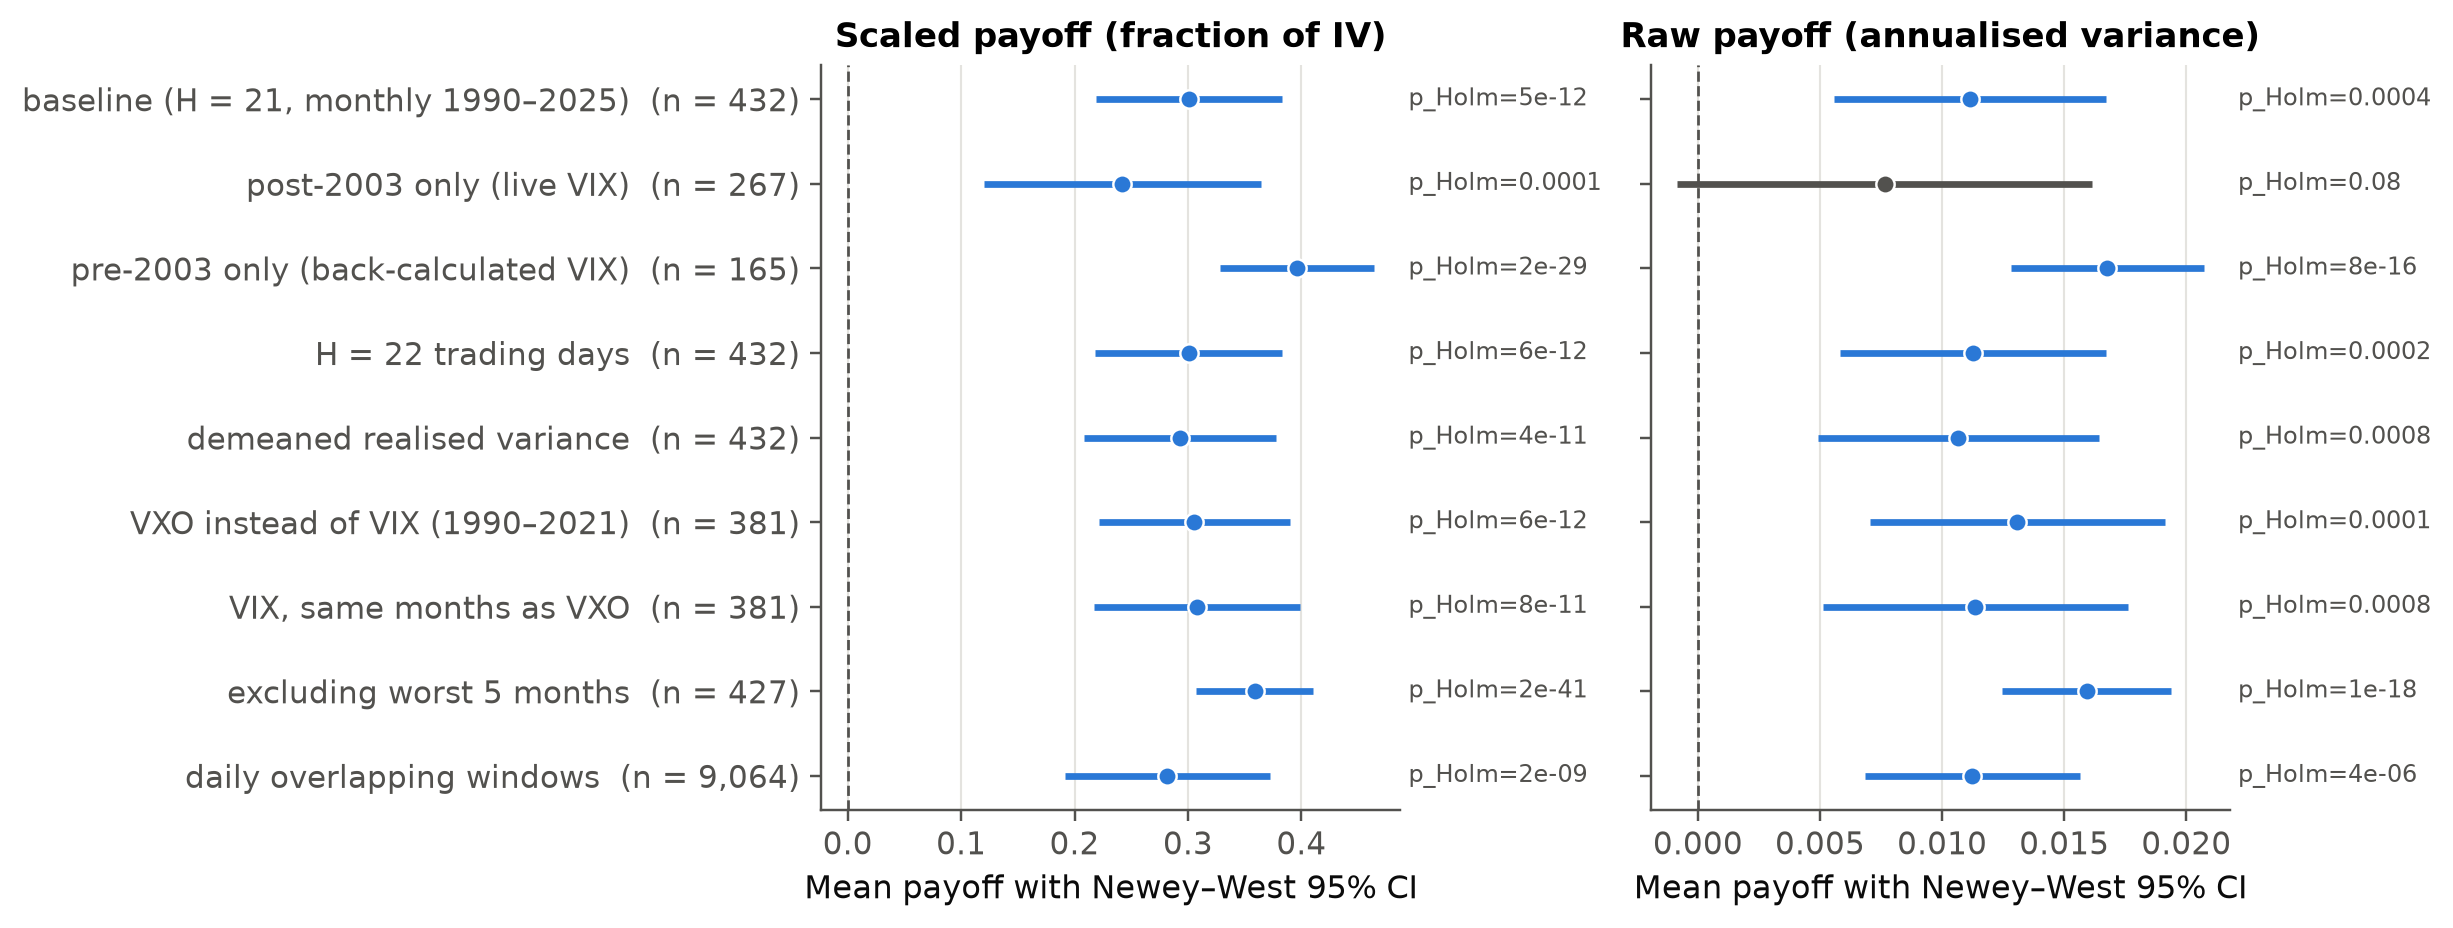 Scaled payoff (fraction of IV)
Raw payoff (annualised variance)
baseline (H = 21, monthly 1990–2025) (n = 432)
p_Holm=5e-12
p_Holm=0.0004
post-2003 only (live VIX) (n = 267)
p_Holm=0.0001
p_Holm=0.08
pre-2003 only (back-calculated VIX) (n = 165)
p_Holm=2e-29
p_Holm=8e-16
H = 22 trading days (n = 432)
p_Holm=6e-12
p_Holm=0.0002
demeaned realised variance (n = 432)
p_Holm=4e-11
p_Holm=0.0008
VXO instead of VIX (1990–2021) (n = 381)
p_Holm=6e-12
p_Holm=0.0001
VIX, same months as VXO (n = 381)
p_Holm=8e-11
p_Holm=0.0008
excluding worst 5 months (n = 427)
p_Holm=2e-41
p_Holm=1e-18
daily overlapping windows (n = 9,064)
p_Holm=2e-09
p_Holm=4e-06
0.0 0.1 0.2 0.3 0.4
0.000 0.005 0.010 0.015 0.020
Mean payoff with Newey–West 95% CI
Mean payoff with Newey–West 95% CI